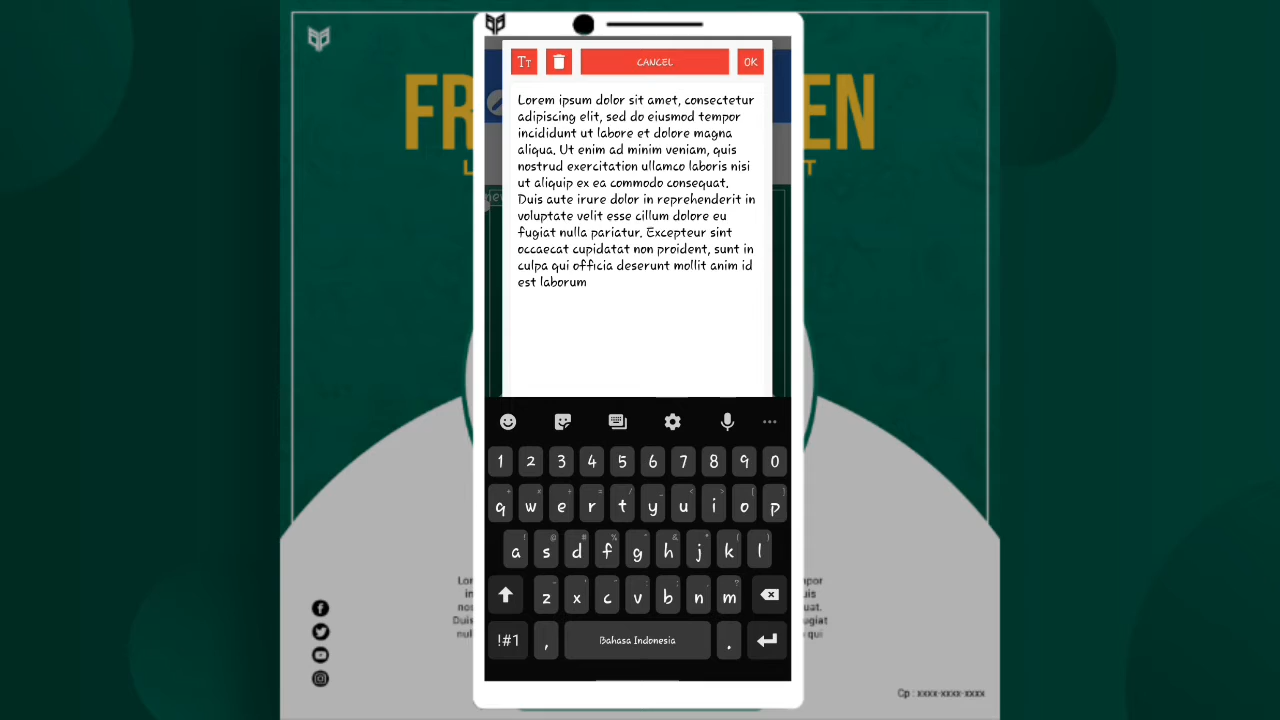 FR EN
Tт CANCEL OK
Lorem ipsum dolor sit amet, consectetur
adipiscing elit, sed do eiusmod tempor
incididunt ut labore et dolore magna
aliqua. Ut enim ad minim veniam, quis
nostrud exercitation ullamco laboris nisi
ut aliquip ex ea commodo consequat.
Duis aute irure dolor in reprehenderit in
voluptate velit esse cillum dolore eu
fugiat nulla pariatur. Excepteur sint
occaecat cupidatat non proident, sunt in
culpa qui officia deserunt mollit anim id
est laborum
1 2 3 4 5 6 7 8 9 0
q w e r t y u i o p
a s d f g h j k l
z x c v b n m
!#1 , Bahasa Indonesia .
Cp : xxxx-xxxx-xxxx